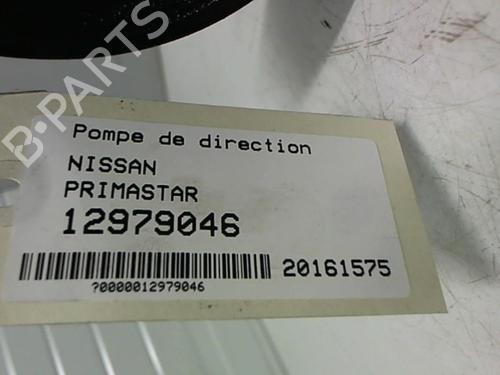 B-PARTS
Pompe de direction
NISSAN
PRIMASTAR
12979046
20161575
?0000012979046